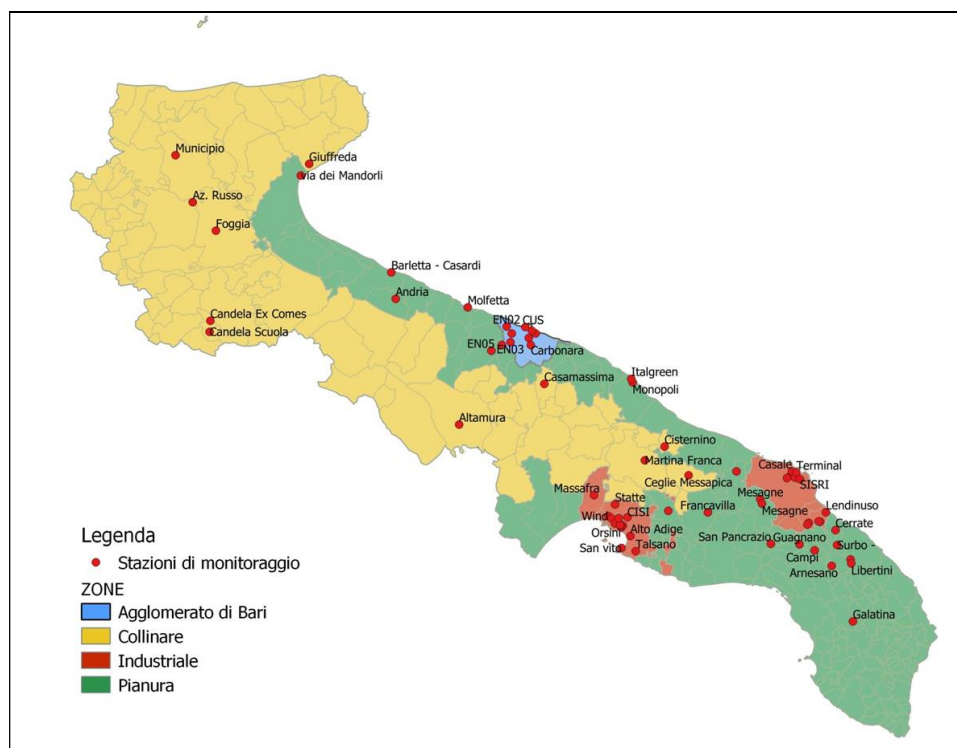 Municipio
Giuffreda
via dei Mandorli
Az. Russo
Foggia
Barletta - Casardi
Andria
Molfetta
Candela Ex Comes
Candela Scuola
EN02 CUS
EN05 EN03 Carbonara
Italgreen
Monopoli
Casamassima
Altamura
Cisternino
Martina Franca
Ceglie Messapica
Casale Terminal
SISRI
Massafra
Statte
Mesagne
Mesagne
Lendinuso
Wind CISI
Francavilla
Cerrate
Orsini Alto Adige
San Pancrazio Guagnano
Surbo -
San vito Talsano
Campi
Arnesano
Libertini
Galatina
Legenda
Stazioni di monitoraggio
ZONE
Agglomerato di Bari
Collinare
Industriale
Pianura